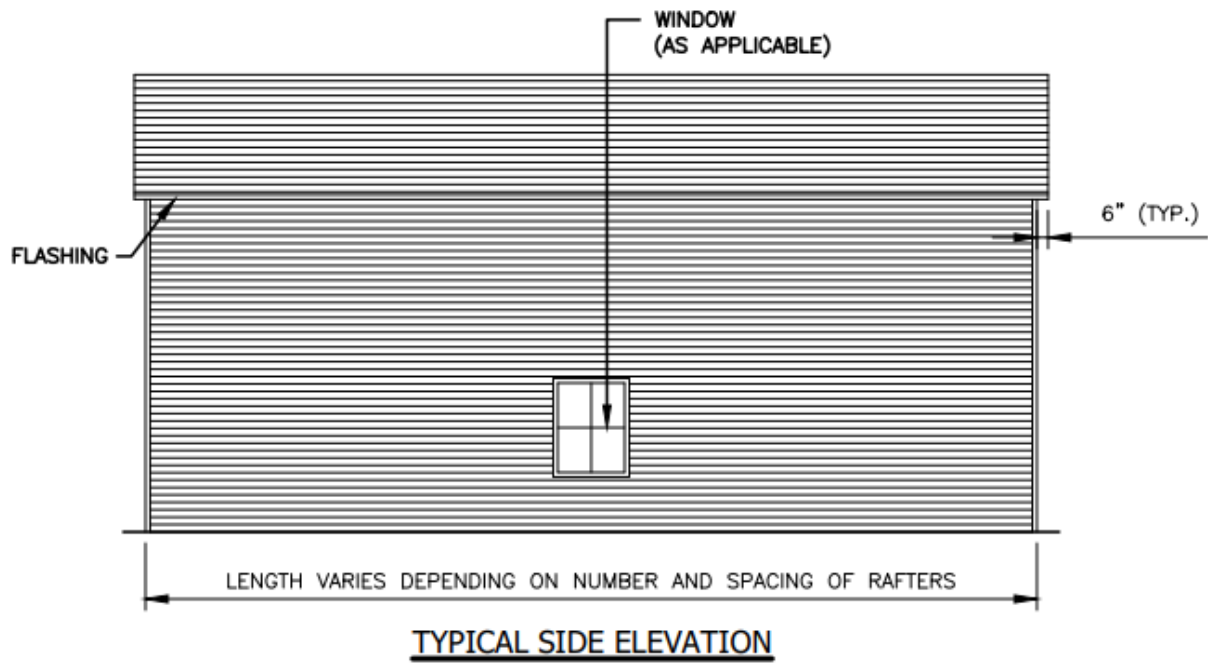 WINDOW
(AS APPLICABLE)
6" (TYP.)
FLASHING
LENGTH VARIES DEPENDING ON NUMBER AND SPACING OF RAFTERS
TYPICAL SIDE ELEVATION